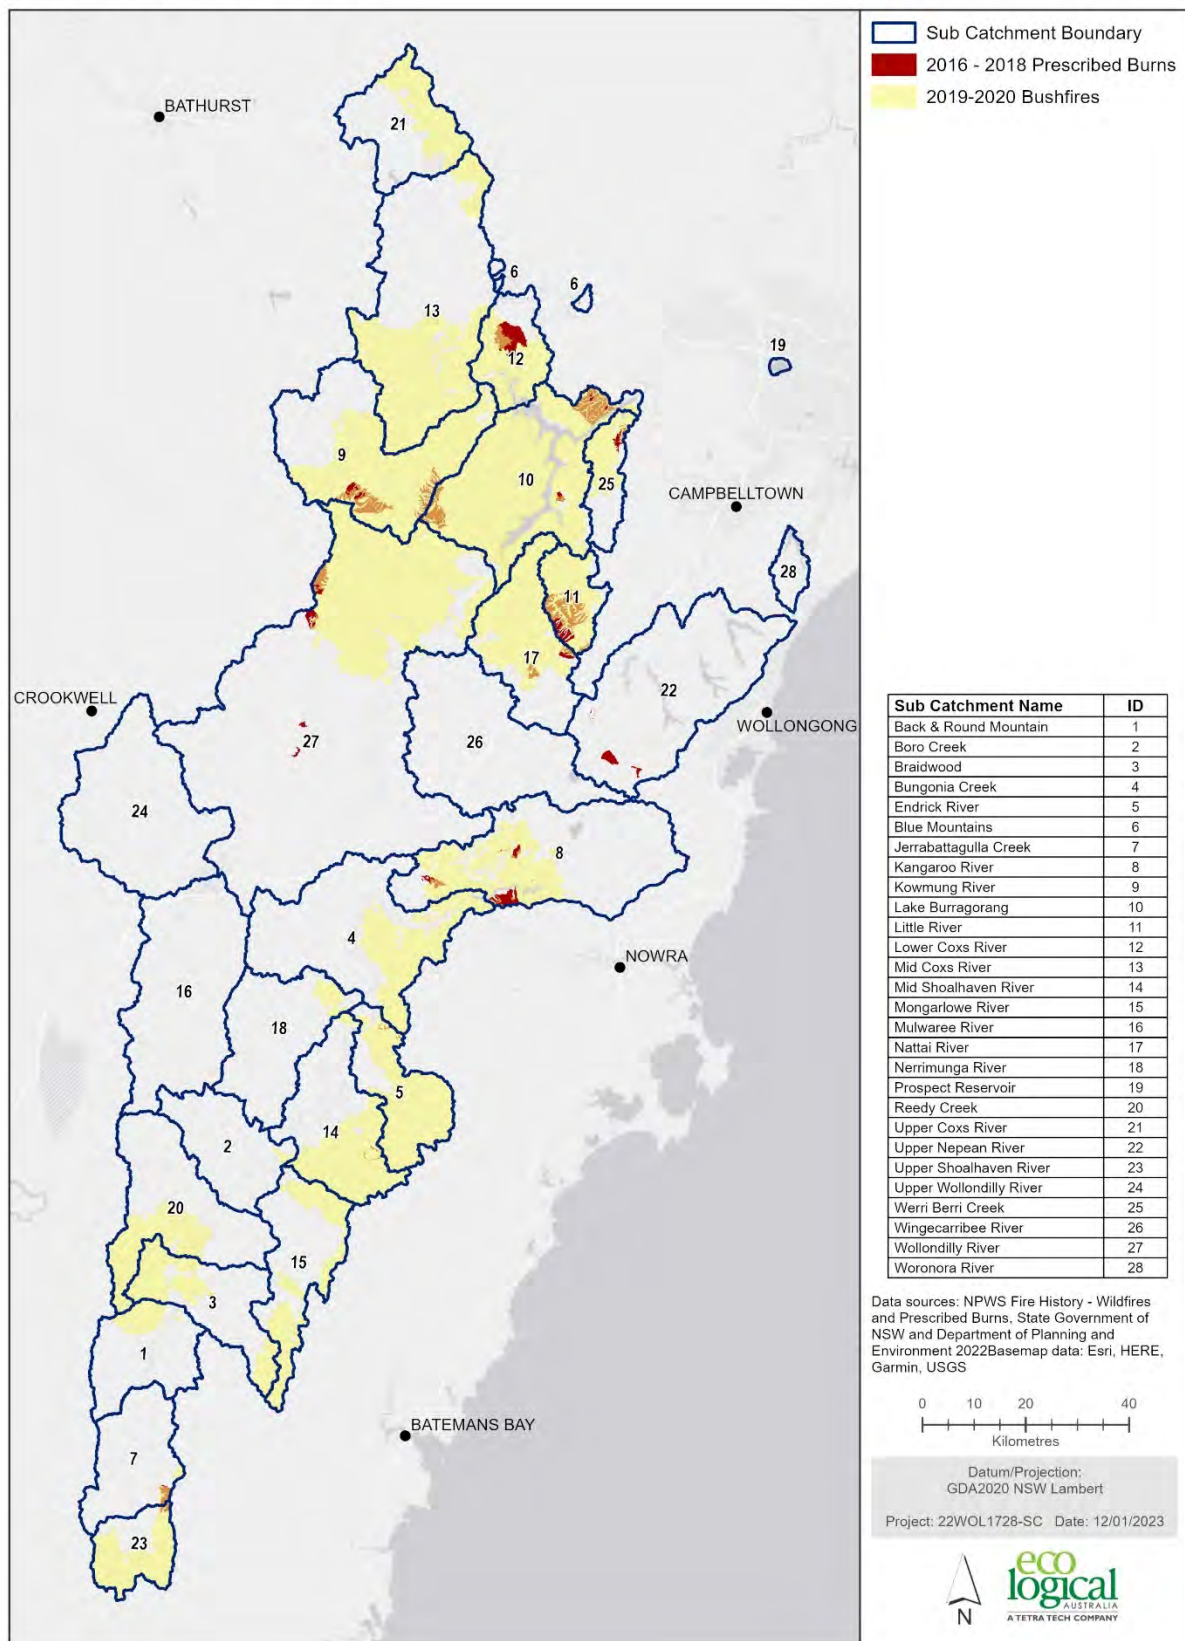 Sub Catchment Boundary
2016 - 2018 Prescribed Burns
2019-2020 Bushfires
BATHURST
21
6
6
13
19
12
9
10
25
CAMPBELLTOWN
28
11
17
22
CROOKWELL
WOLLONGONG
27
26
24
8
4
NOWRA
16
18
5
14
2
20
15
3
1
BATEMANS BAY
7
23
Sub Catchment Name ID
Back & Round Mountain 1
Boro Creek 2
Braidwood 3
Bungonia Creek 4
Endrick River 5
Blue Mountains 6
Jerrabattagulla Creek 7
Kangaroo River 8
Kowmung River 9
Lake Burragorang 10
Little River 11
Lower Coxs River 12
Mid Coxs River 13
Mid Shoalhaven River 14
Mongarlowe River 15
Mulwaree River 16
Nattai River 17
Nerrimunga River 18
Prospect Reservoir 19
Reedy Creek 20
Upper Coxs River 21
Upper Nepean River 22
Upper Shoalhaven River 23
Upper Wollondilly River 24
Werri Berri Creek 25
Wingecarribee River 26
Wollondilly River 27
Woronora River 28
Data sources: NPWS Fire History - Wildfires
and Prescribed Burns, State Government of
NSW and Department of Planning and
Environment 2022Basemap data: Esri, HERE,
Garmin, USGS
0 10 20 40
Kilometres
Datum/Projection:
GDA2020 NSW Lambert
Project: 22WOL1728-SC Date: 12/01/2023
N
eco
logical
AUSTRALIA
A TETRA TECH COMPANY